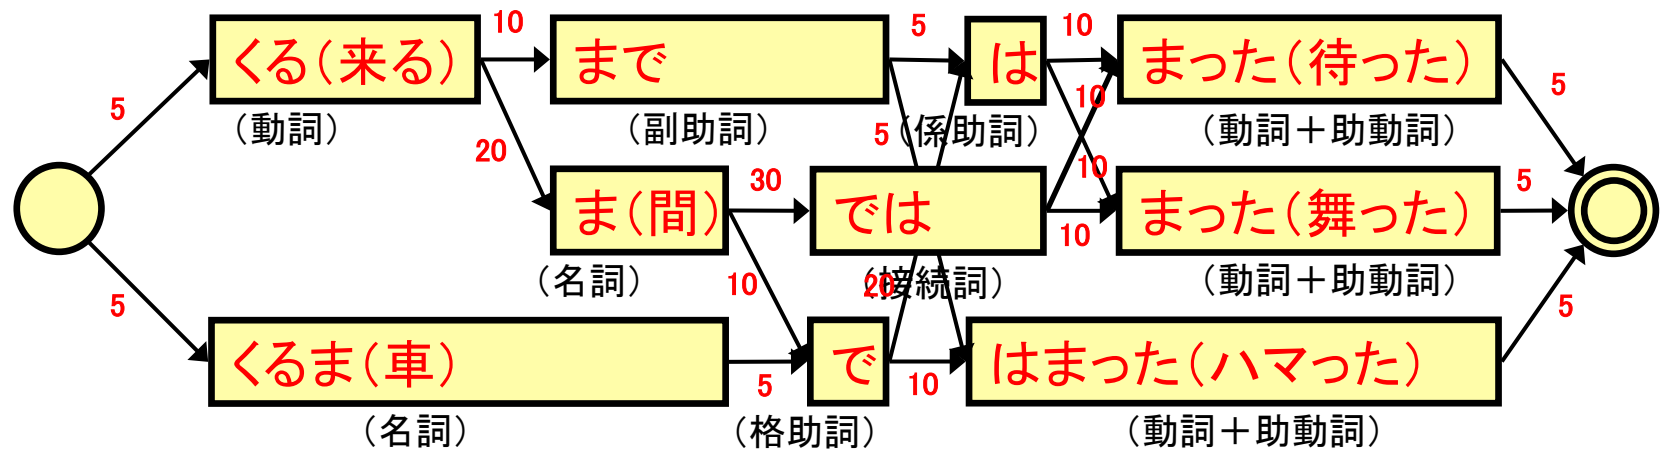 10 5 10
くる(来る) まで は まった(待った)
5 10 5
(動詞) (副助詞) 5 (係助詞) (動詞+助動詞)
20 30 10 5
ま(間) では まった(舞った)
10
(名詞) 10 20 (接続詞) (動詞+助動詞)
5 5
くるま(車) で はまった(ハマった)
5 10
(名詞) (格助詞) (動詞+助動詞)